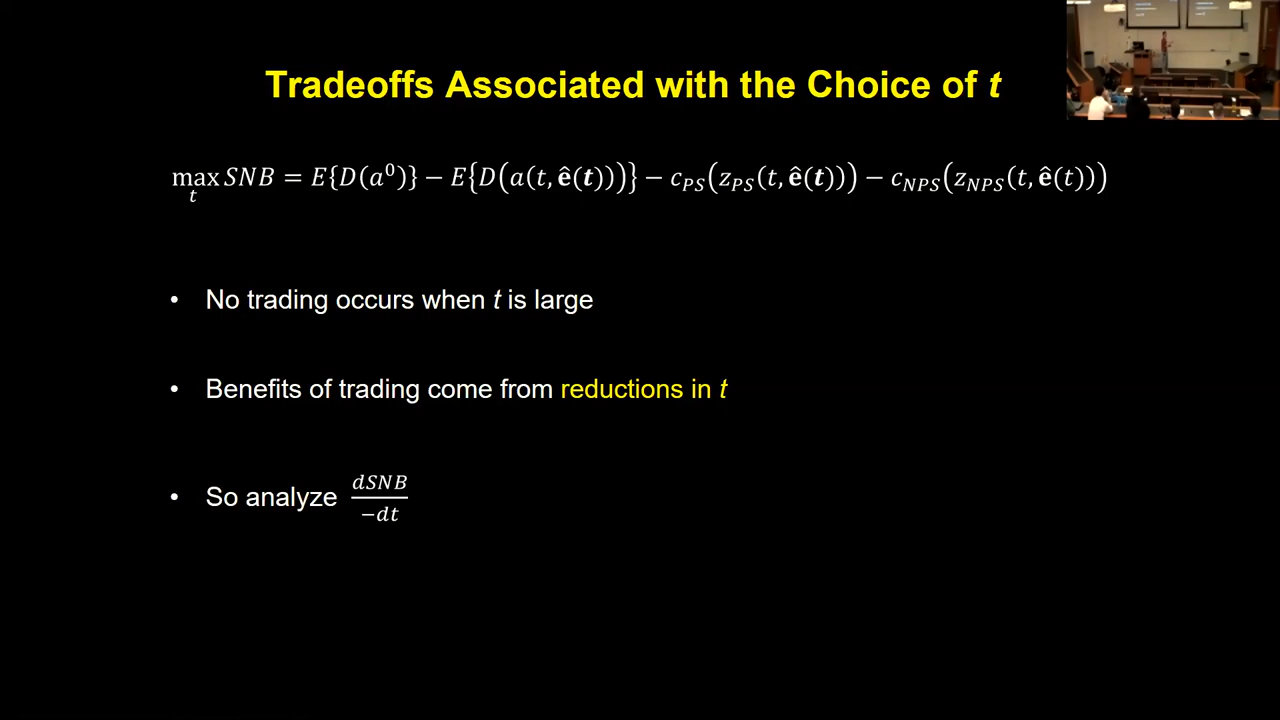 Tradeoffs Associated with the Choice of t
max SNB = E{D(a⁰)} − E{D(a(t, ê(t)))} − c_PS(z_PS(t, ê(t))) − c_NPS(z_NPS(t, ê(t)))
t
• No trading occurs when t is large
• Benefits of trading come from reductions in t
• So analyze dSNB/−dt